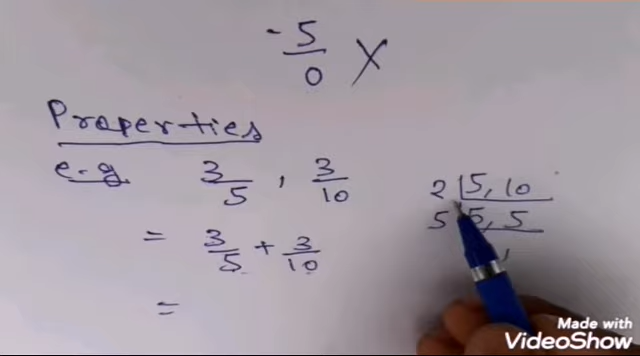 - 5/0 X
Properties
e.g. 3/5 , 3/10
= 3/5 + 3/10
=
2 | 5, 10
5 | 5, 5
,
Made with
VideoShow